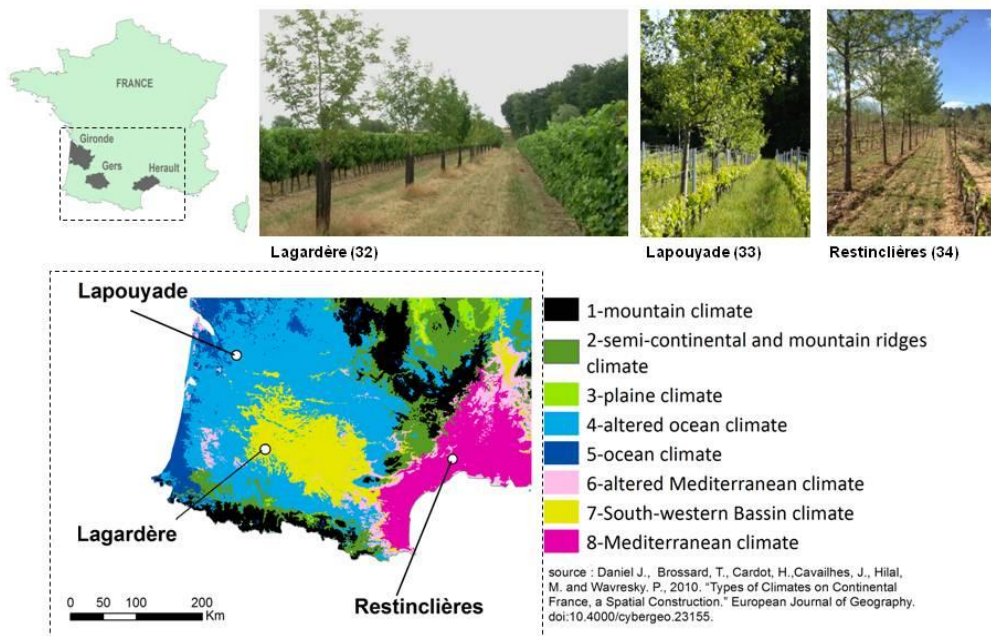 FRANCE
Gironde
Gers
Herault
Lagardère (32)
Lapouyade (33)
Restinclières (34)
Lapouyade
Lagardère
Restinclières
0 50 100 200
Km
1-mountain climate
2-semi-continental and mountain ridges
climate
3-plaine climate
4-altered ocean climate
5-ocean climate
6-altered Mediterranean climate
7-South-western Bassin climate
8-Mediterranean climate
source : Daniel J., Brossard, T., Cardot, H.,Cavailhes, J., Hilal,
M. and Wavresky. P., 2010. “Types of Climates on Continental
France, a Spatial Construction.” European Journal of Geography.
doi:10.4000/cybergeo.23155.